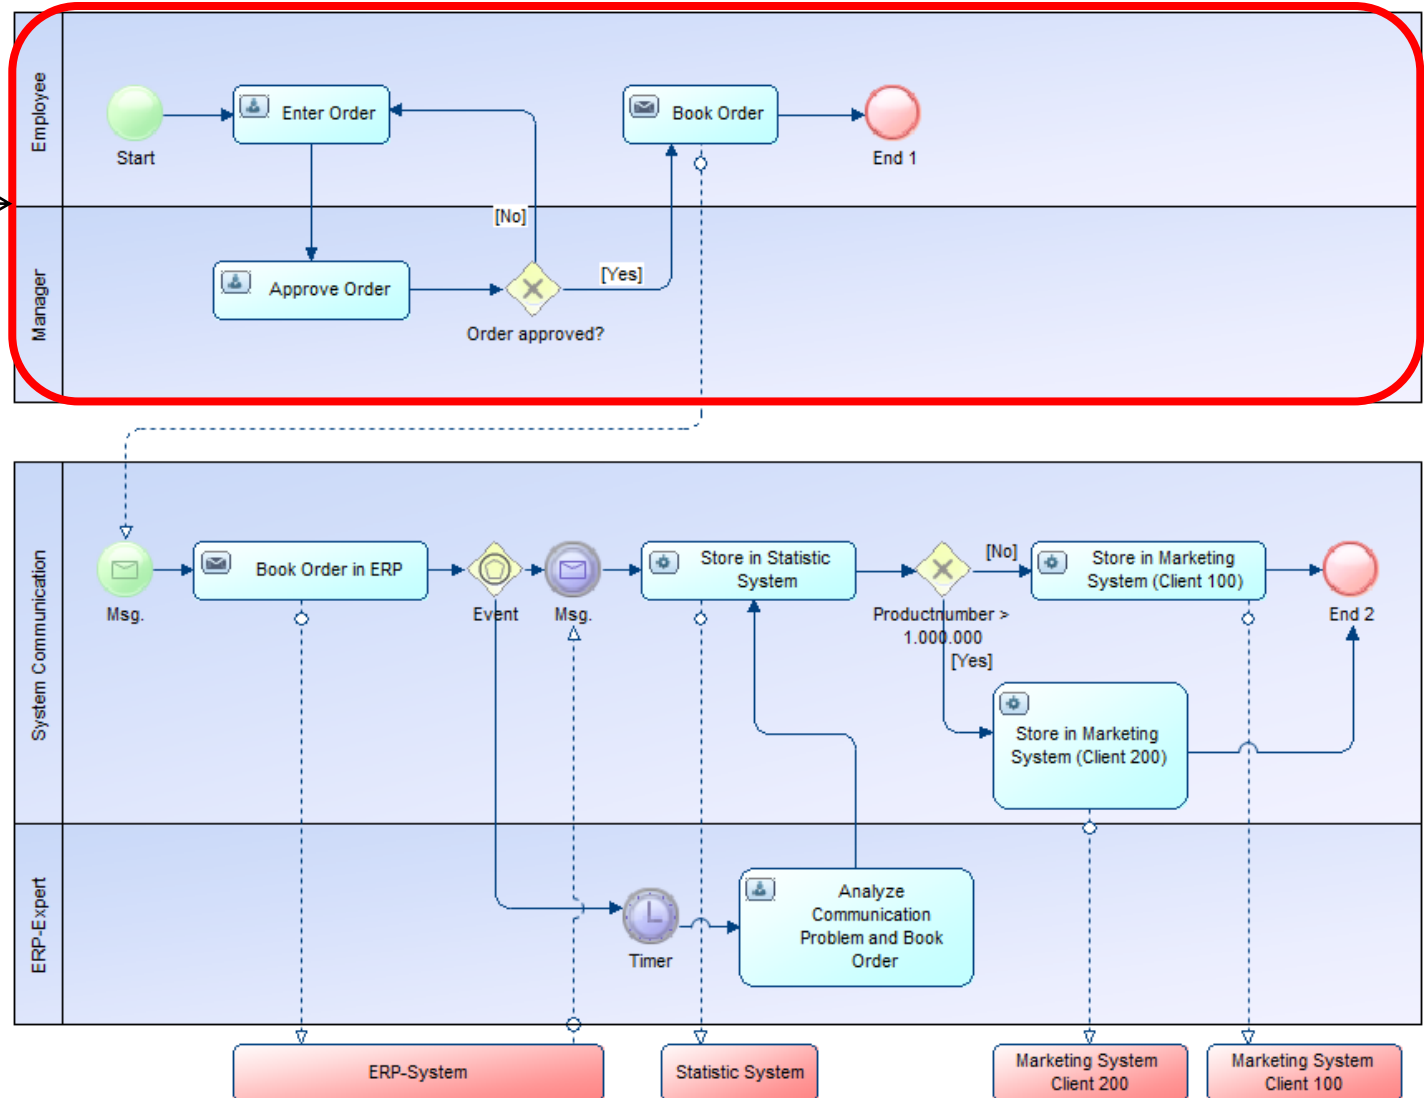 Employee
Start
Enter Order
Book Order
End 1
[No]
Manager
Approve Order
[Yes]
Order approved?
System Communication
Msg.
Book Order in ERP
Event
Msg.
Store in Statistic
System
Productnumber >
1.000.000
[No]
[Yes]
Store in Marketing
System (Client 100)
End 2
Store in Marketing
System (Client 200)
ERP-Expert
Timer
Analyze
Communication
Problem and Book
Order
ERP-System
Statistic System
Marketing System
Client 200
Marketing System
Client 100